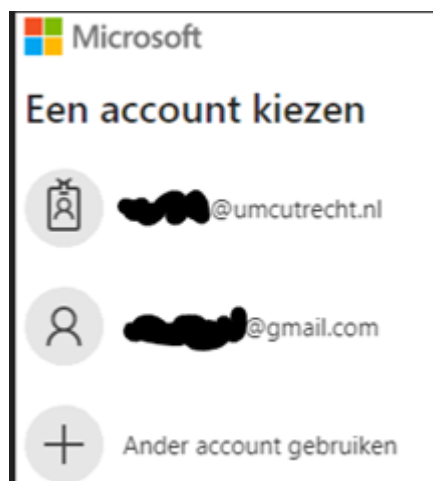 Microsoft
Een account kiezen
@umcutrecht.nl
@gmail.com
Ander account gebruiken